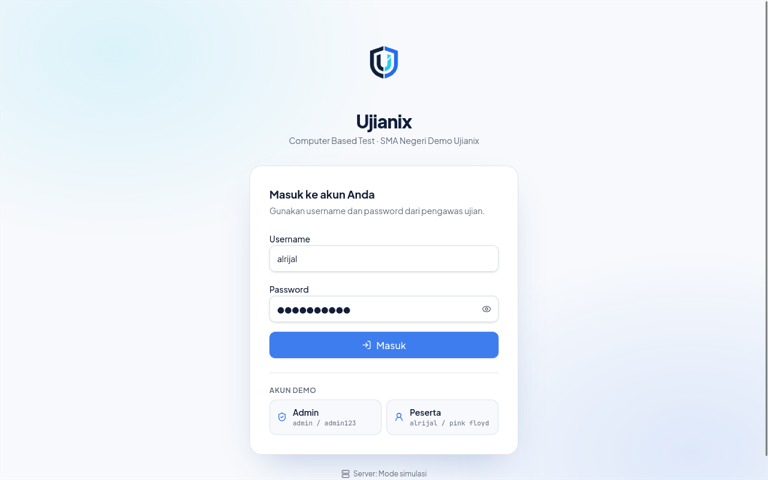 Ujianix
Computer Based Test · SMA Negeri Demo Ujianix
Masuk ke akun Anda
Gunakan username dan password dari pengawas ujian.
Username
alrijal
Password
●●●●●●●●●●
Masuk
AKUN DEMO
Admin
admin / admin123
Peserta
alrijal / pink floyd
Server: Mode simulasi